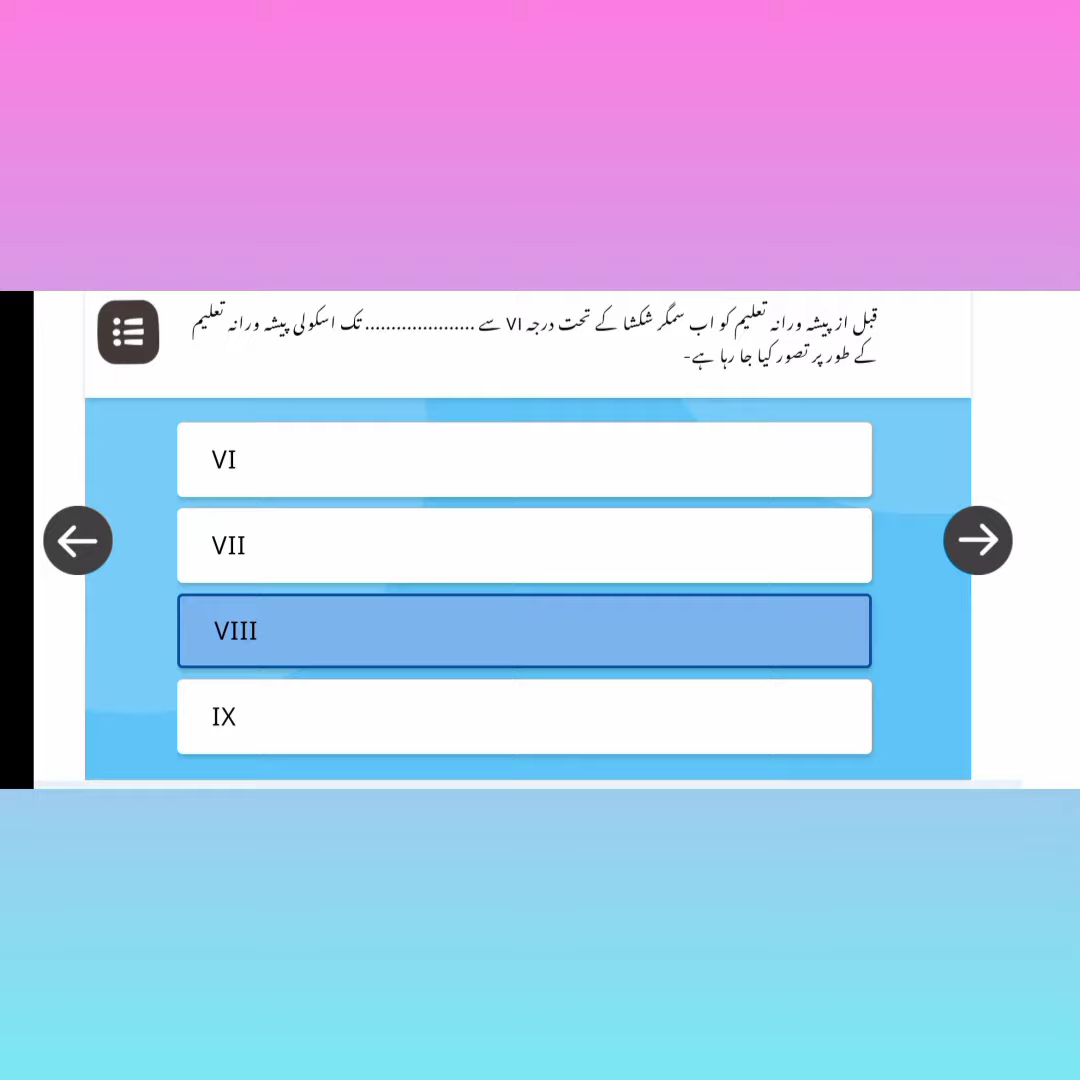 قبل از پیشہ ورانہ تعلیم کو اب سمگر شکشا کے تحت درجہ VI سے ..................... تک اسکولی پیشہ ورانہ تعلیم
کے طور پر تصور کیا جا رہا ہے-
VI
VII
VIII
IX